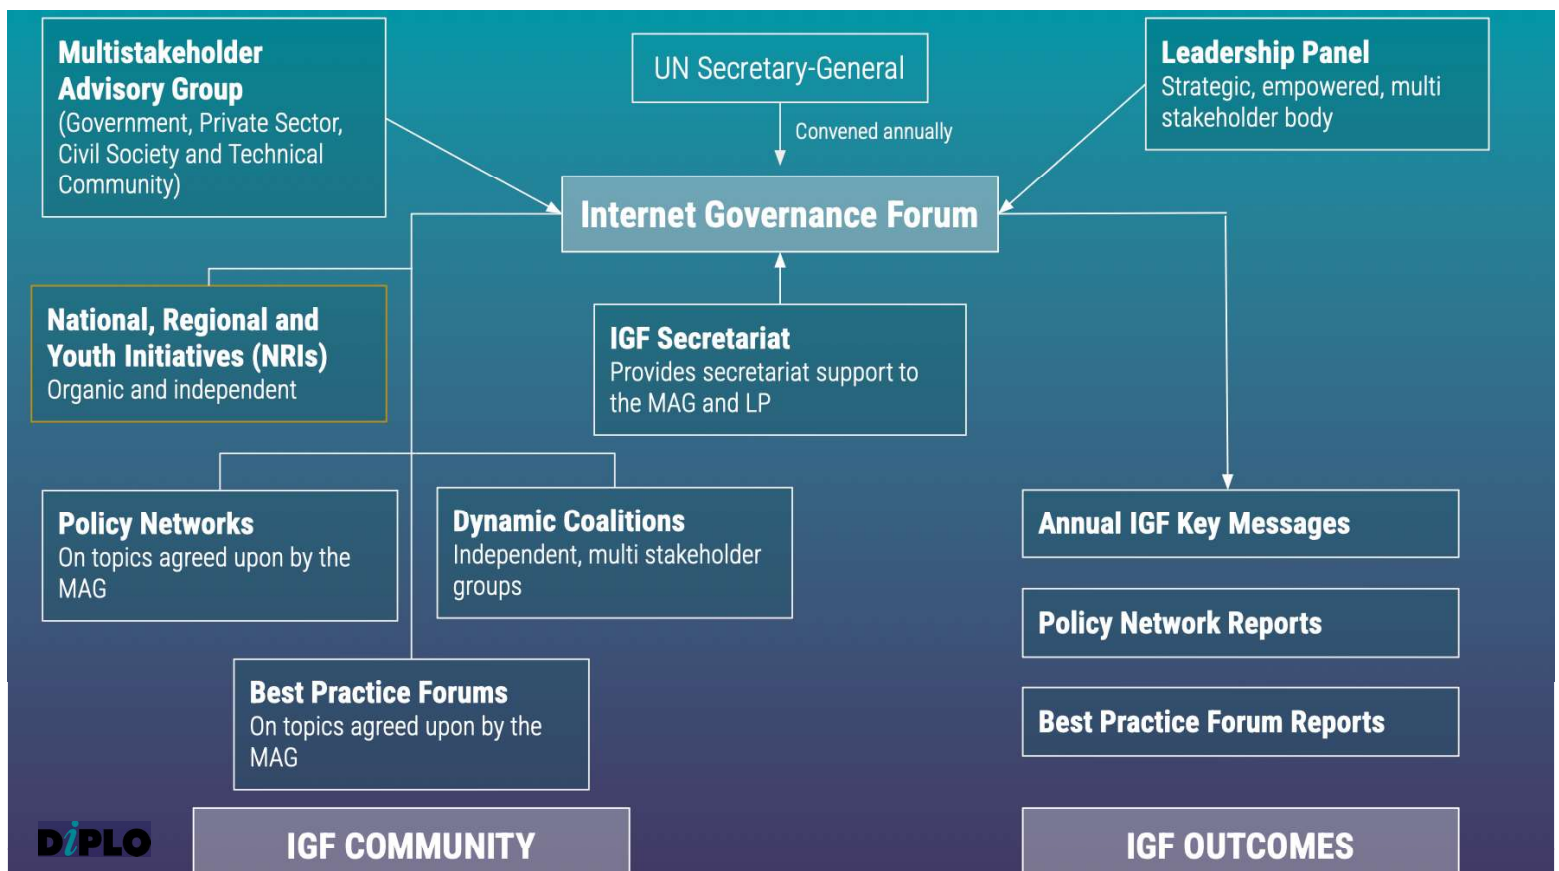 Multistakeholder
Advisory Group
(Government, Private Sector,
Civil Society and Technical
Community)
UN Secretary-General
Convened annually
Leadership Panel
Strategic, empowered, multi
stakeholder body
Internet Governance Forum
National, Regional and
Youth Initiatives (NRIs)
Organic and independent
IGF Secretariat
Provides secretariat support to
the MAG and LP
Policy Networks
On topics agreed upon by the
MAG
Dynamic Coalitions
Independent, multi stakeholder
groups
Best Practice Forums
On topics agreed upon by the
MAG
Annual IGF Key Messages
Policy Network Reports
Best Practice Forum Reports
DiPLO
IGF COMMUNITY
IGF OUTCOMES